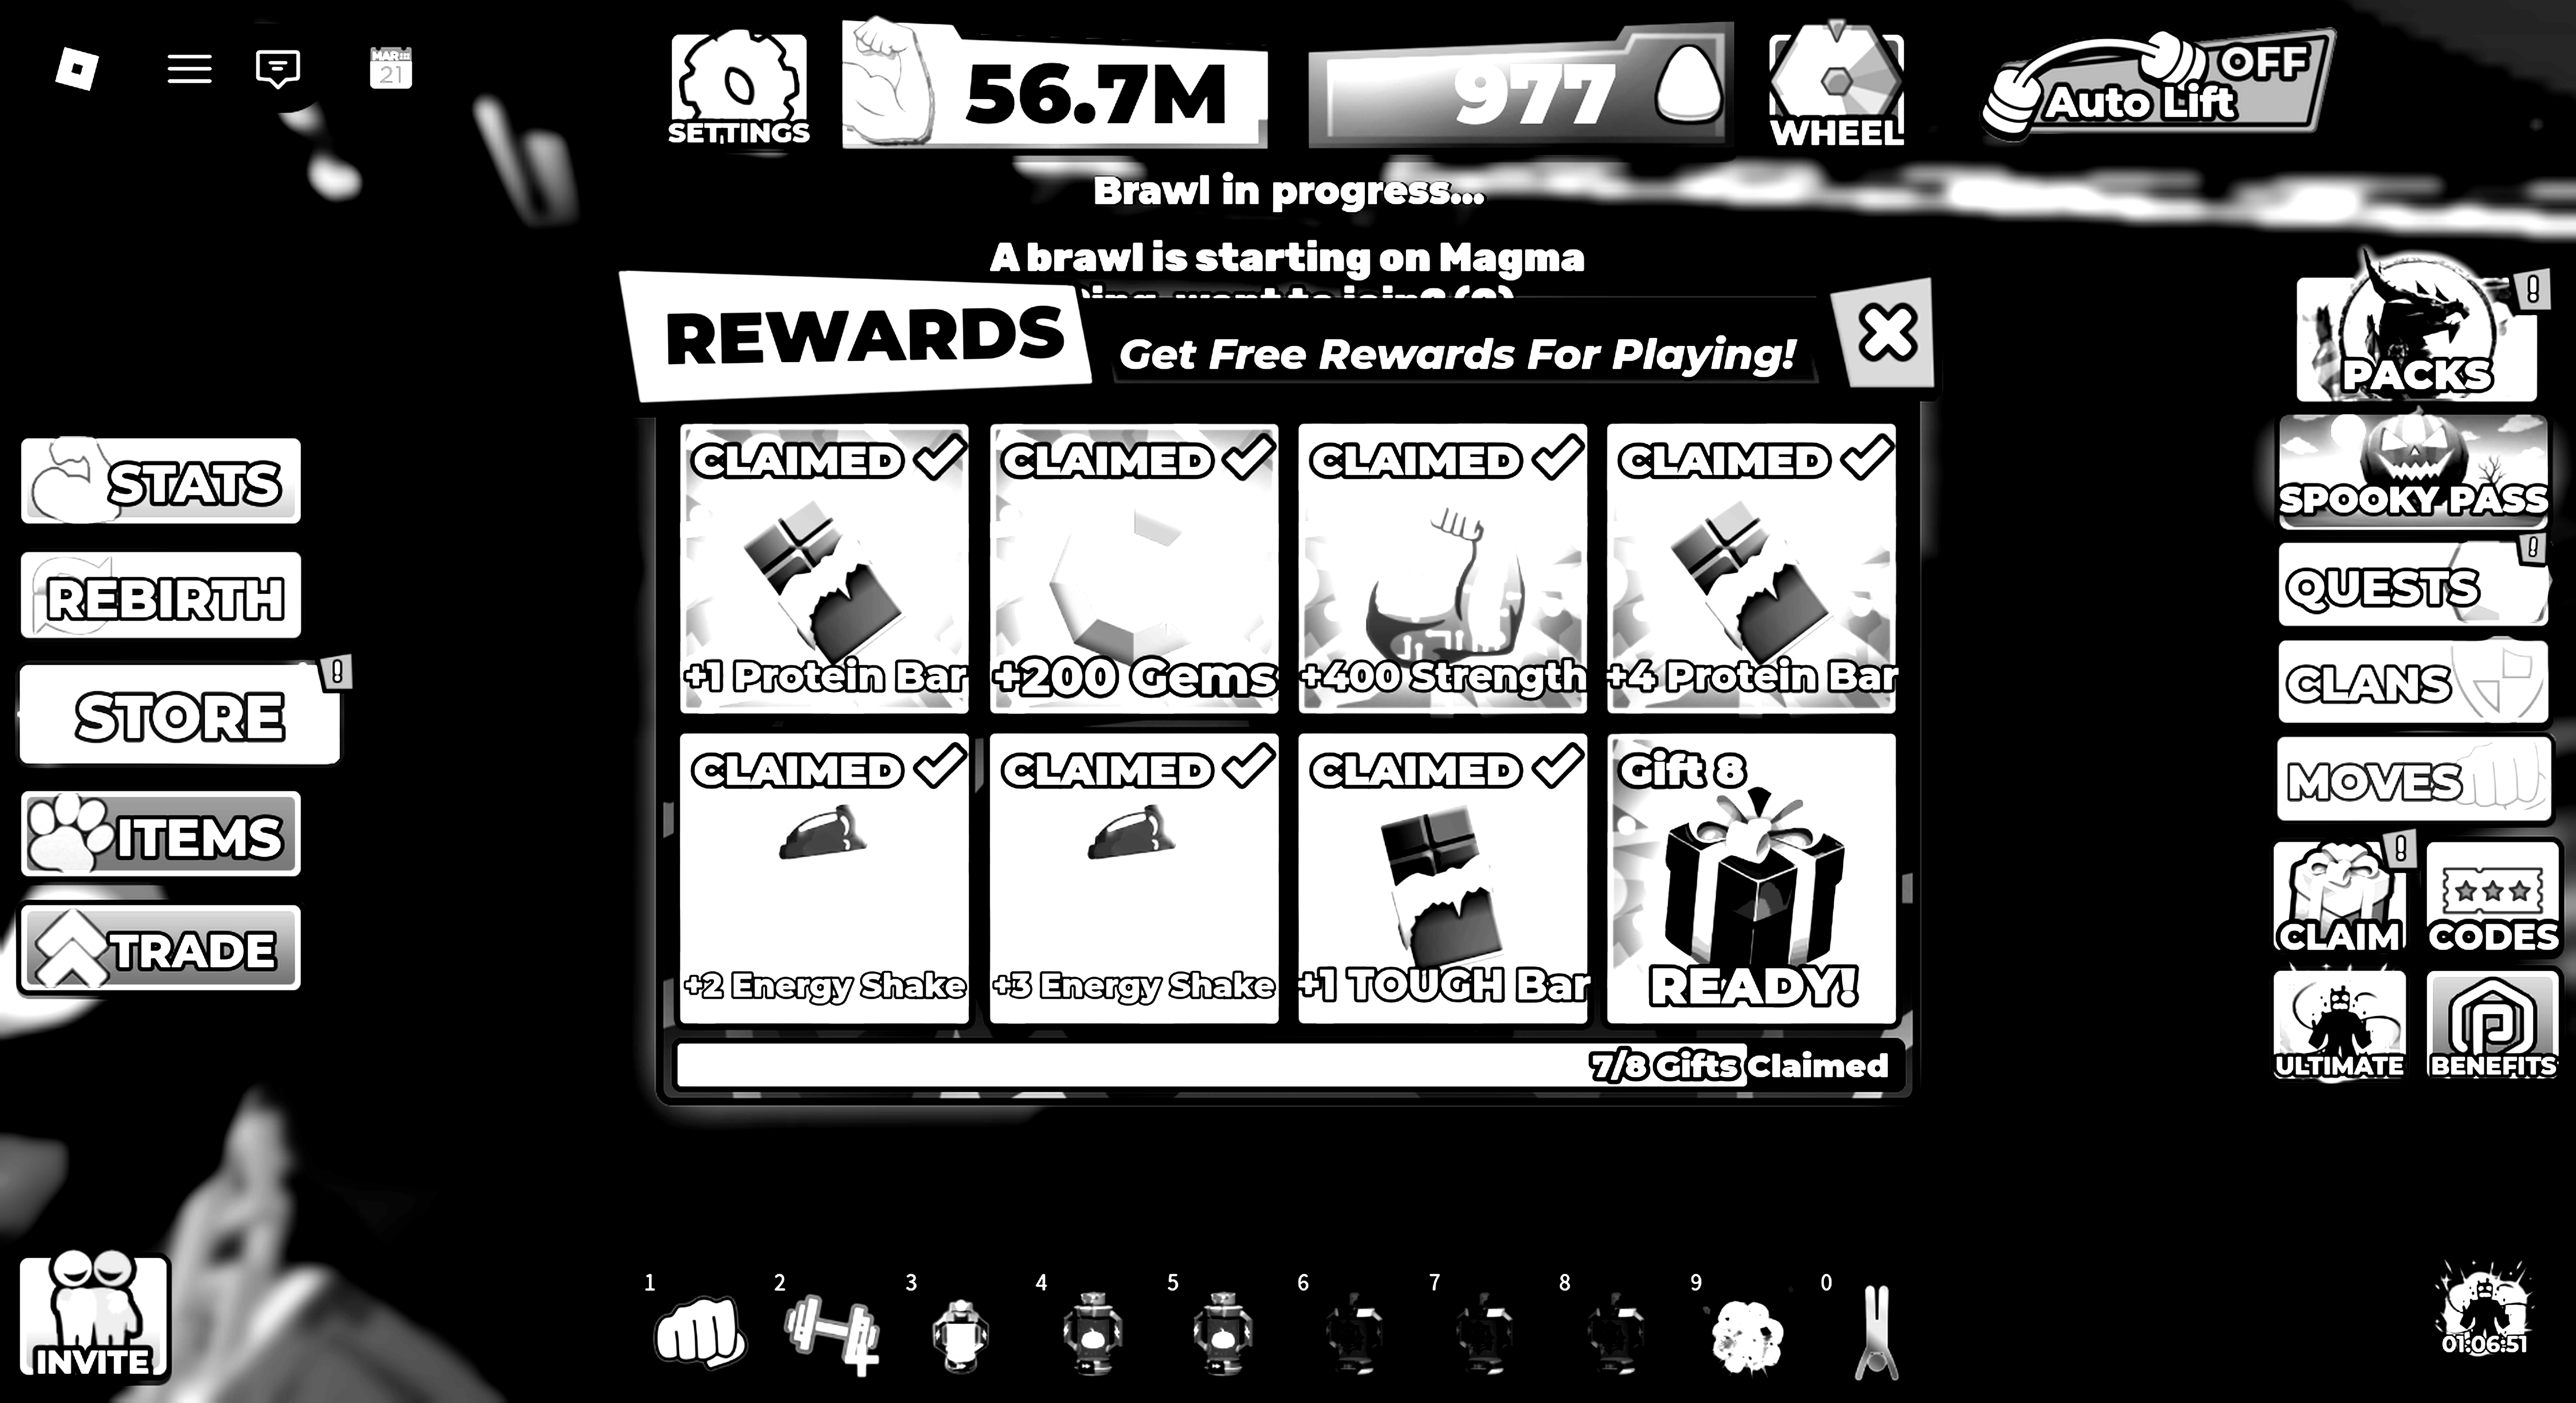 MAR
21
SETTINGS
56.7M
977
WHEEL
OFF
Auto Lift
Brawl in progress...
A brawl is starting on Magma
REWARDS
Get Free Rewards For Playing!
CLAIMED
+1 Protein Bar
CLAIMED
+200 Gems
CLAIMED
+400 Strength
CLAIMED
+4 Protein Bar
CLAIMED
+2 Energy Shake
CLAIMED
+3 Energy Shake
CLAIMED
+1 TOUGH Bar
Gift 8
READY!
7/8 Gifts Claimed
STATS
REBIRTH
!
STORE
ITEMS
TRADE
INVITE
!
PACKS
SPOOKY PASS
!
QUESTS
CLANS
MOVES
!
CLAIM
CODES
ULTIMATE
BENEFITS
1 2 3 4 5 6 7 8 9 0
01:06:51